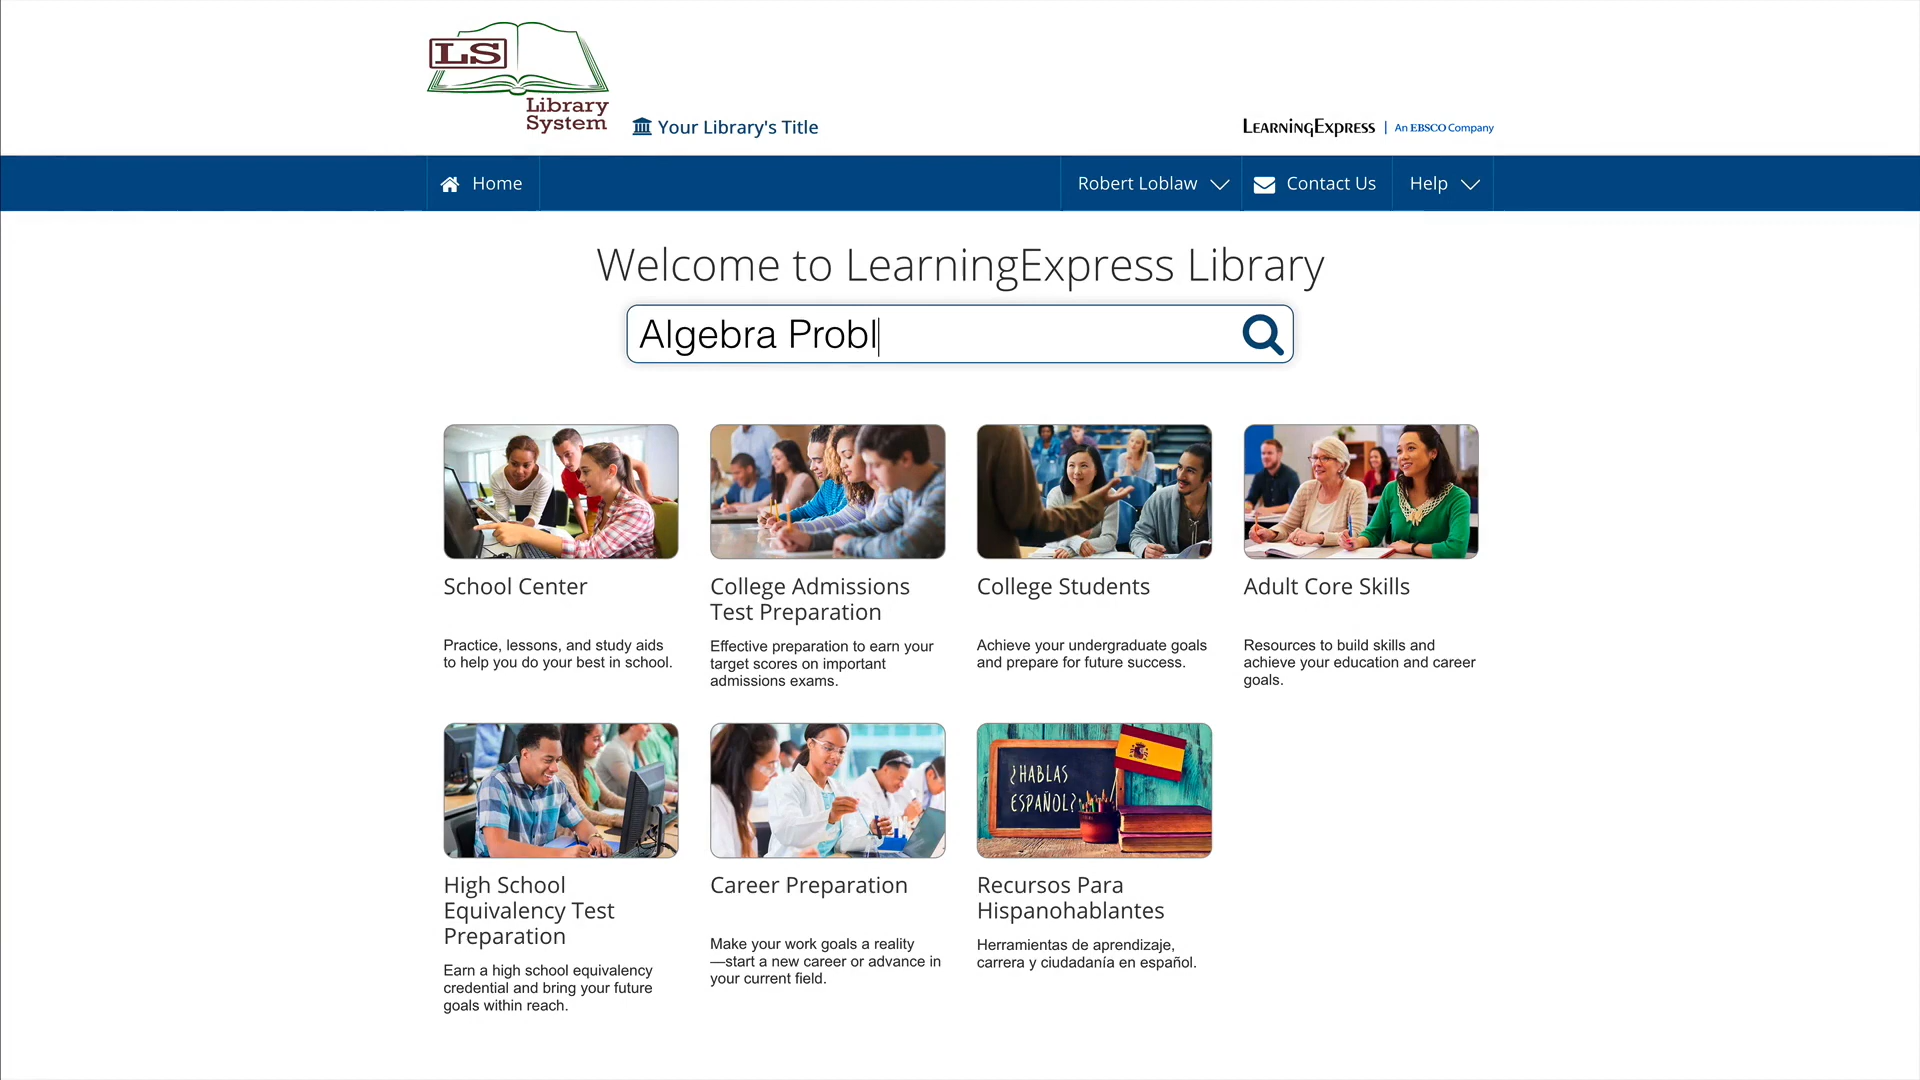 LS
Library
System
Your Library's Title
LEARNINGEXPRESS | An EBSCO Company
Home
Robert Loblaw
Contact Us
Help
Welcome to LearningExpress Library
Algebra Probl
School Center
Practice, lessons, and study aids
to help you do your best in school.
College Admissions
Test Preparation
Effective preparation to earn your
target scores on important
admissions exams.
College Students
Achieve your undergraduate goals
and prepare for future success.
Adult Core Skills
Resources to build skills and
achieve your education and career
goals.
High School
Equivalency Test
Preparation
Earn a high school equivalency
credential and bring your future
goals within reach.
Career Preparation
Make your work goals a reality
—start a new career or advance in
your current field.
¿HABLAS
ESPAÑOL?
Recursos Para
Hispanohablantes
Herramientas de aprendizaje,
carrera y ciudadanía en español.